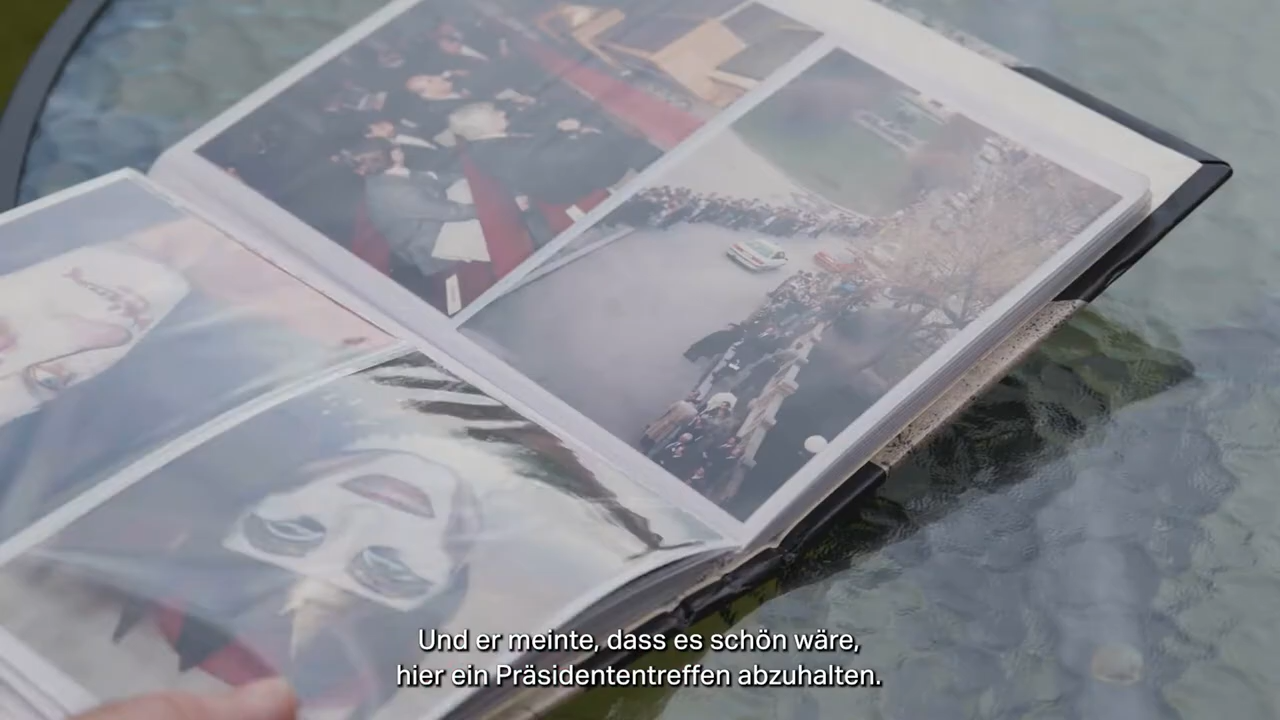 Und er meinte, dass es schön wäre,
hier ein Präsidententreffen abzuhalten.